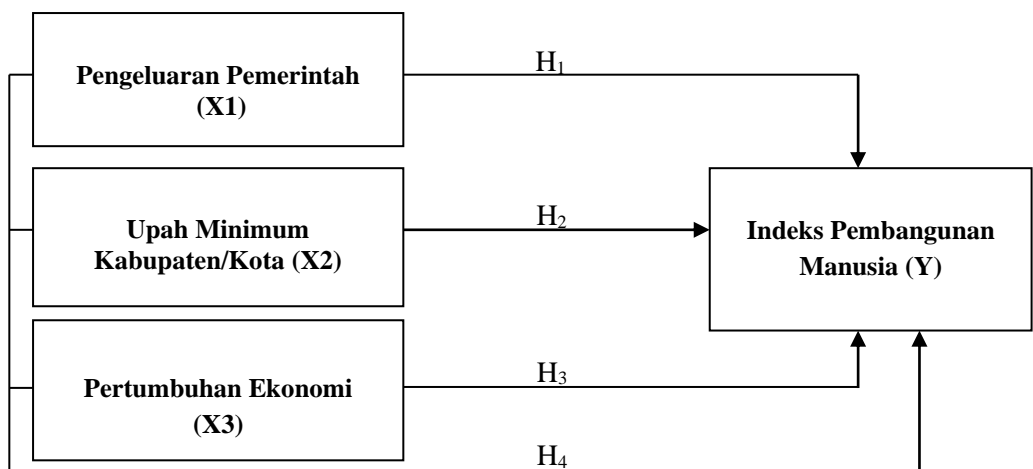 Pengeluaran Pemerintah
(X1)
H₁
Upah Minimum
Kabupaten/Kota (X2)
H₂
Indeks Pembangunan
Manusia (Y)
Pertumbuhan Ekonomi
(X3)
H₃
H₄